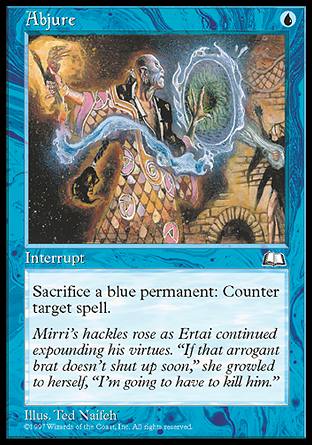 Abjure
Interrupt
Sacrifice a blue permanent: Counter
target spell.
Mirri's hackles rose as Ertai continued
expounding his virtues. "If that arrogant
brat doesn't shut up soon," she growled
to herself, "I'm going to have to kill him."
Illus. Ted Naifeh
©1997 Wizards of the Coast, Inc. All rights reserved.